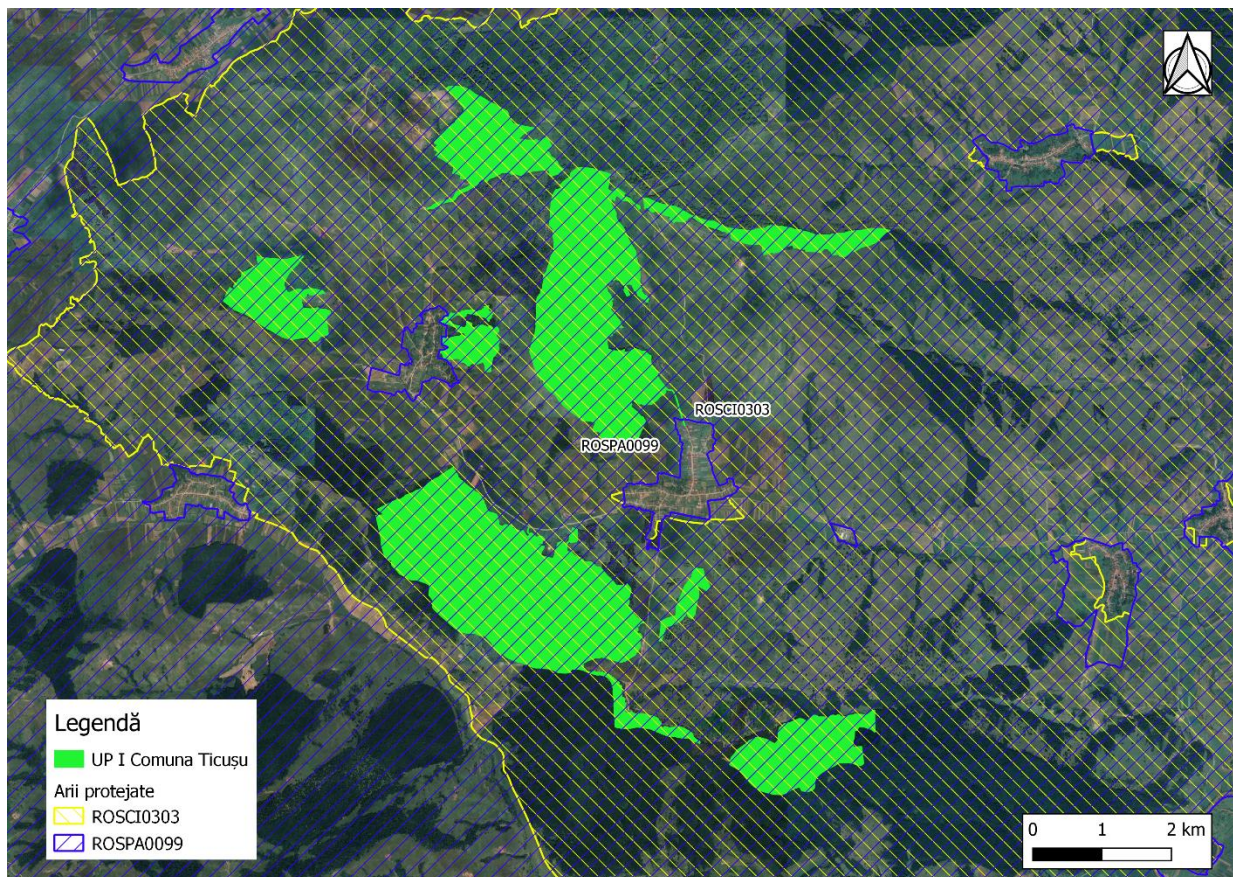 ROSCI0303
ROSPA0099
Legendă
UP I Comuna Ticușu
Arii protejate
ROSCI0303
ROSPA0099
0 1 2 km